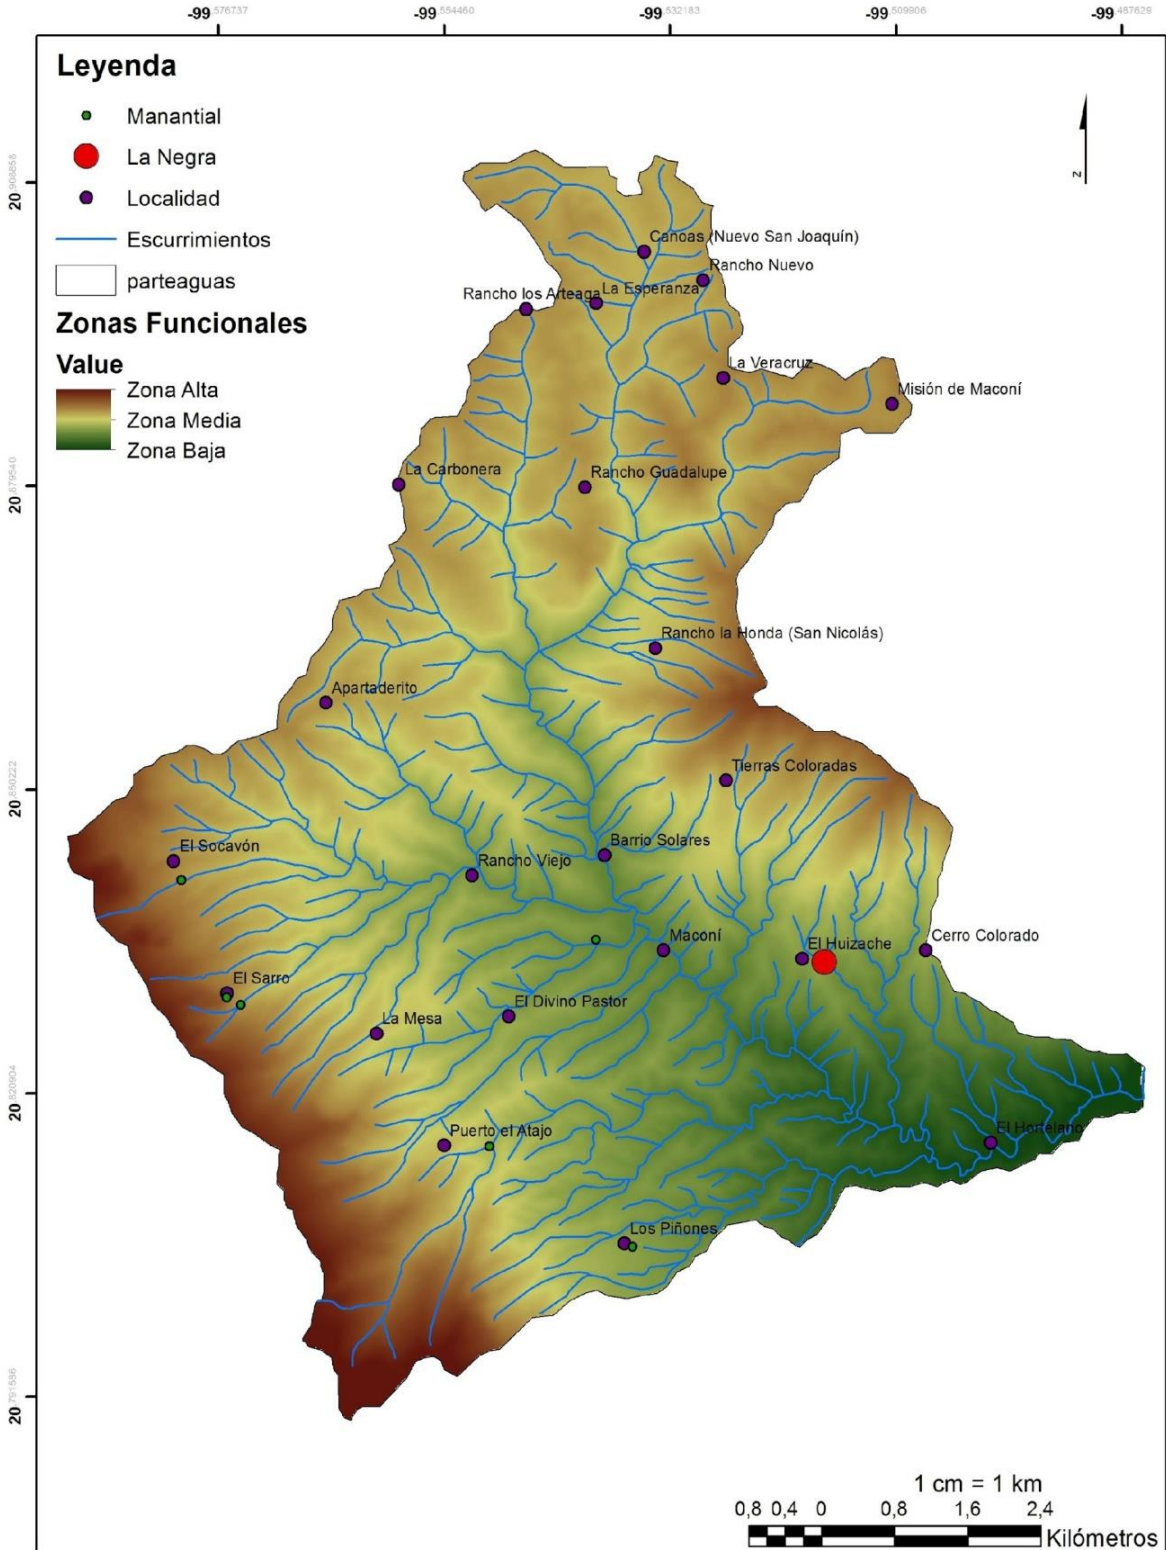 -99,576737 -99,554460 -99,532183 -99,509906 -99,487629
Leyenda
Manantial
La Negra
Localidad
Escurrimientos
parteaguas
Zonas Funcionales
Value
Zona Alta
Zona Media
Zona Baja
z
20,908858
Canoas (Nuevo San Joaquín)
Rancho Nuevo
Rancho los Arteaga
La Esperanza
La Veracruz
Misión de Maconí
20,879540
La Carbonera
Rancho Guadalupe
Rancho la Honda (San Nicolás)
Apartaderito
Tierras Coloradas
20,850222
El Socavón
Rancho Viejo
Barrio Solares
Maconí
El Huizache
Cerro Colorado
El Sarro
La Mesa
El Divino Pastor
20,820904
Puerto el Atajo
El Hortelano
Los Piñones
20,791586
1 cm = 1 km
0,8 0,4 0 0,8 1,6 2,4
Kilómetros